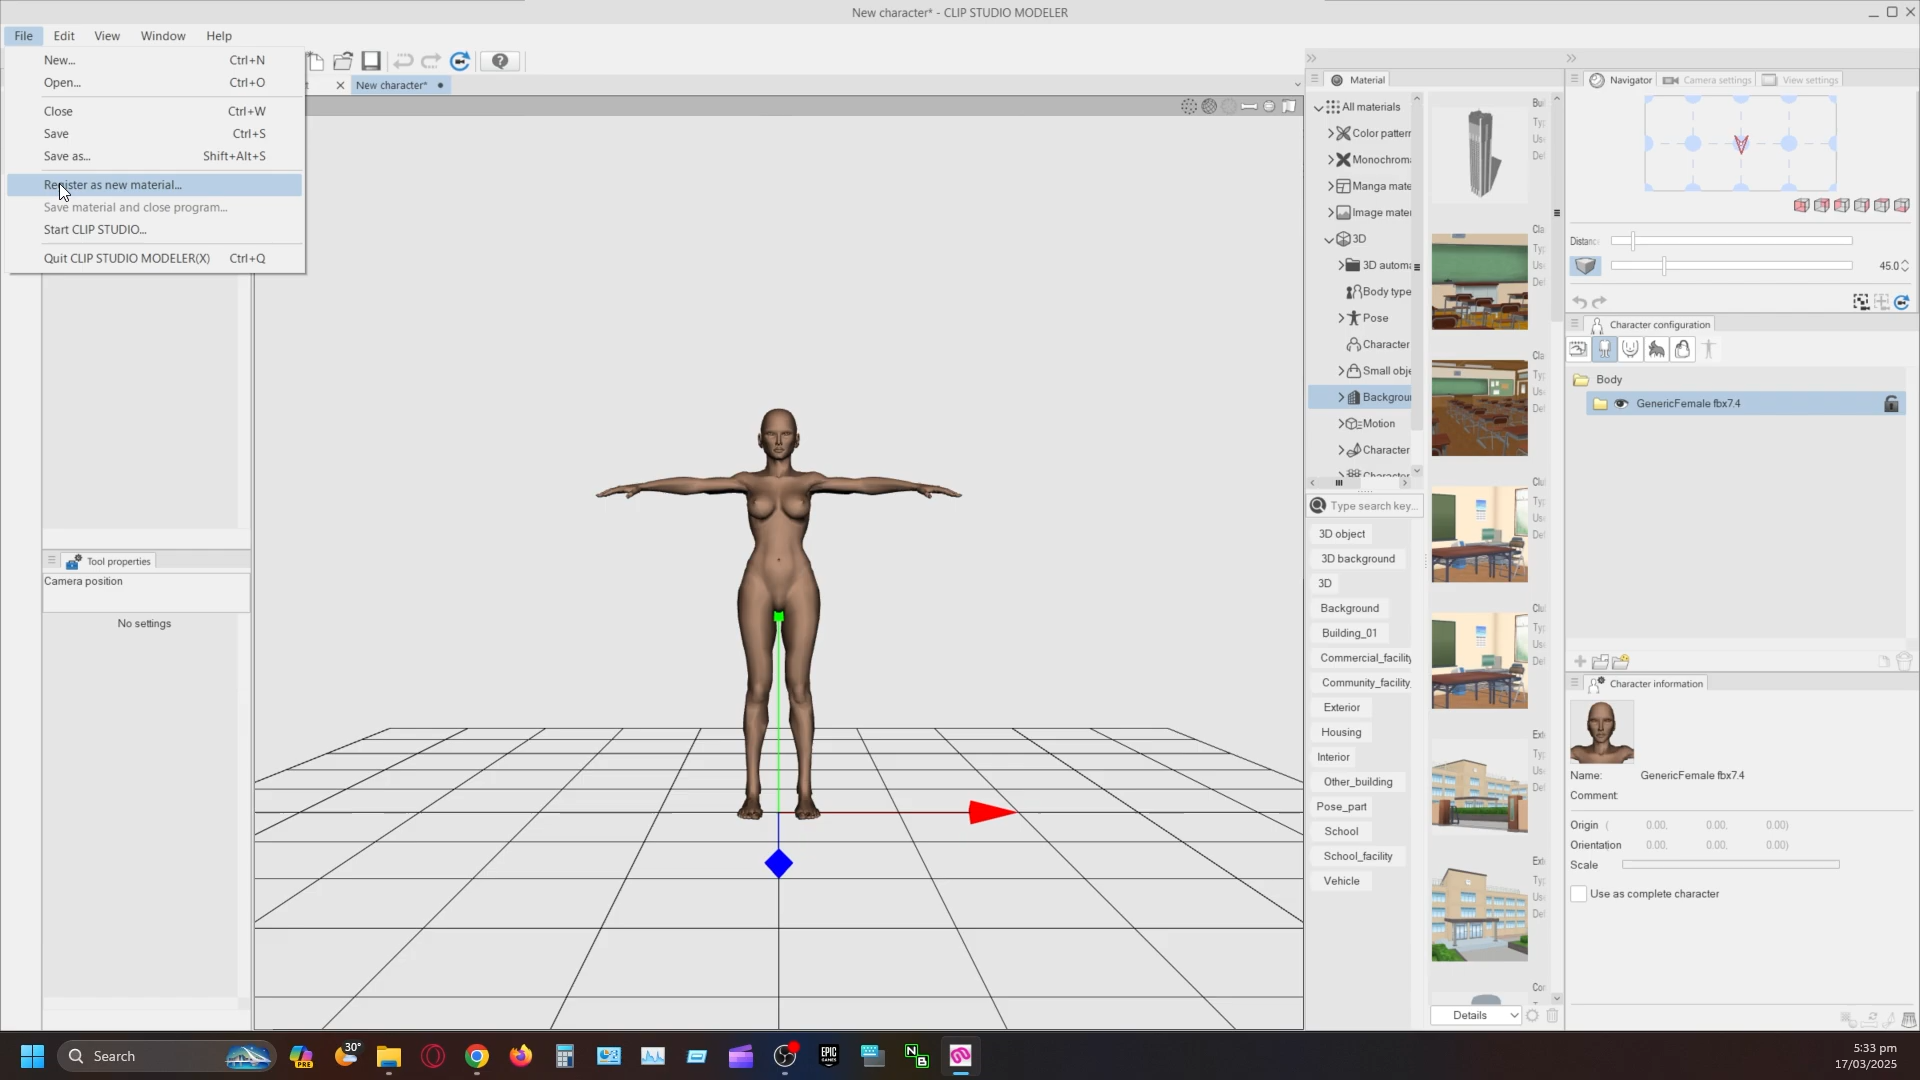 New character* - CLIP STUDIO MODELER
File Edit View Window Help
New... Ctrl+N
Open... Ctrl+O
Close Ctrl+W
Save Ctrl+S
Save as... Shift+Alt+S
Register as new material...
Save material and close program...
Start CLIP STUDIO...
Quit CLIP STUDIO MODELER(X) Ctrl+Q
New character*
Tool properties
Camera position
No settings
Material
All materials
Color pattern
Monochrom
Manga mate
Image mater
3D
3D automa
Body type
Pose
Character
Small obje
Backgroun
Motion
Character
Type search key...
3D object
3D background
3D
Background
Building_01
Commercial_facility
Community_facility
Exterior
Housing
Interior
Other_building
Pose_part
School
School_facility
Vehicle
Details
Navigator Camera settings View settings
Distanc
45.0
Character configuration
Body
GenericFemale fbx7.4
Character information
Name: GenericFemale fbx7.4
Comment:
Origin ( 0.00, 0.00, 0.00)
Orientation 0.00, 0.00, 0.00)
Scale
Use as complete character
Search
PRE
30°
EPIC GAMES
N B
5:33 pm
17/03/2025